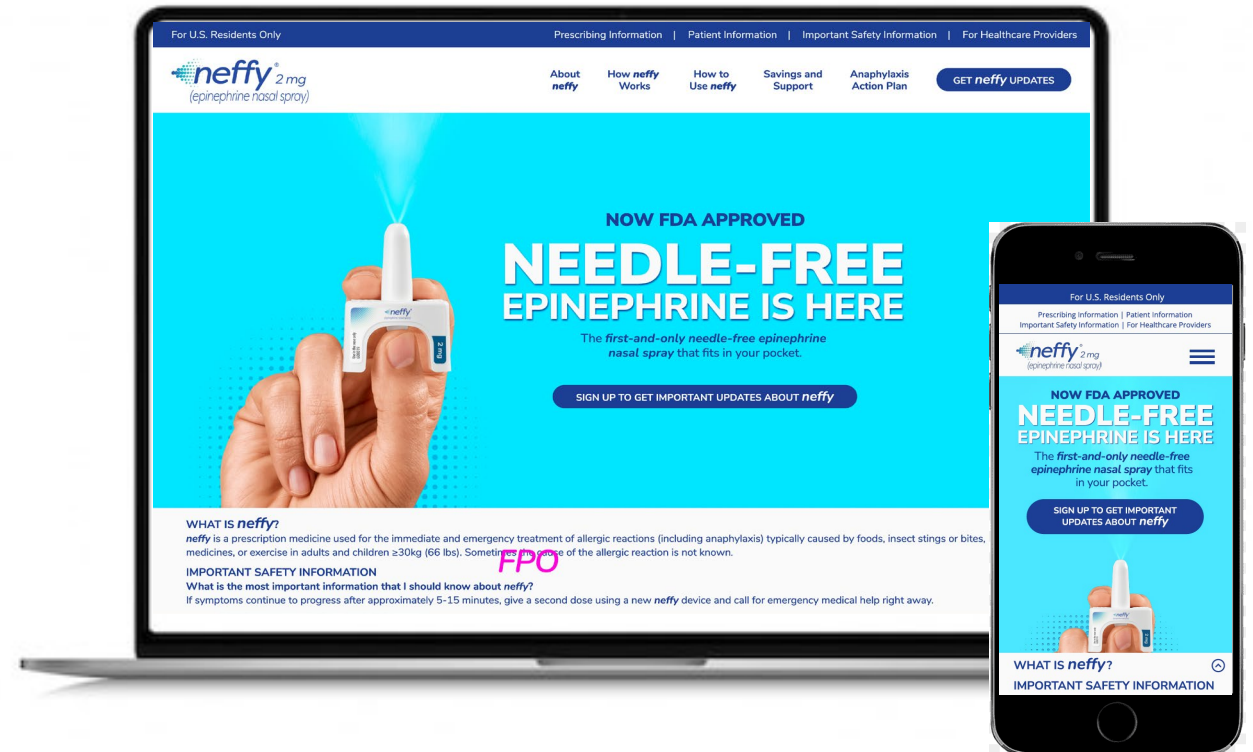 For U.S. Residents Only
Prescribing Information | Patient Information | Important Safety Information | For Healthcare Providers
neffy® 2 mg
(epinephrine nasal spray)
About neffy
How neffy Works
How to Use neffy
Savings and Support
Anaphylaxis Action Plan
GET neffy UPDATES
NOW FDA APPROVED
NEEDLE-FREE
EPINEPHRINE IS HERE
The first-and-only needle-free epinephrine
nasal spray that fits in your pocket.
SIGN UP TO GET IMPORTANT UPDATES ABOUT neffy
neffy
2 mg
WHAT IS neffy?
neffy is a prescription medicine used for the immediate and emergency treatment of allergic reactions (including anaphylaxis) typically caused by foods, insect stings or bites,
medicines, or exercise in adults and children ≥30kg (66 lbs). Sometimes the cause of the allergic reaction is not known.
FPO
IMPORTANT SAFETY INFORMATION
What is the most important information that I should know about neffy?
If symptoms continue to progress after approximately 5-15 minutes, give a second dose using a new neffy device and call for emergency medical help right away.
For U.S. Residents Only
Prescribing Information | Patient Information
Important Safety Information | For Healthcare Providers
neffy® 2 mg
(epinephrine nasal spray)
NOW FDA APPROVED
NEEDLE-FREE
EPINEPHRINE IS HERE
The first-and-only needle-free
epinephrine nasal spray that fits
in your pocket.
SIGN UP TO GET IMPORTANT
UPDATES ABOUT neffy
neffy
WHAT IS neffy?
IMPORTANT SAFETY INFORMATION